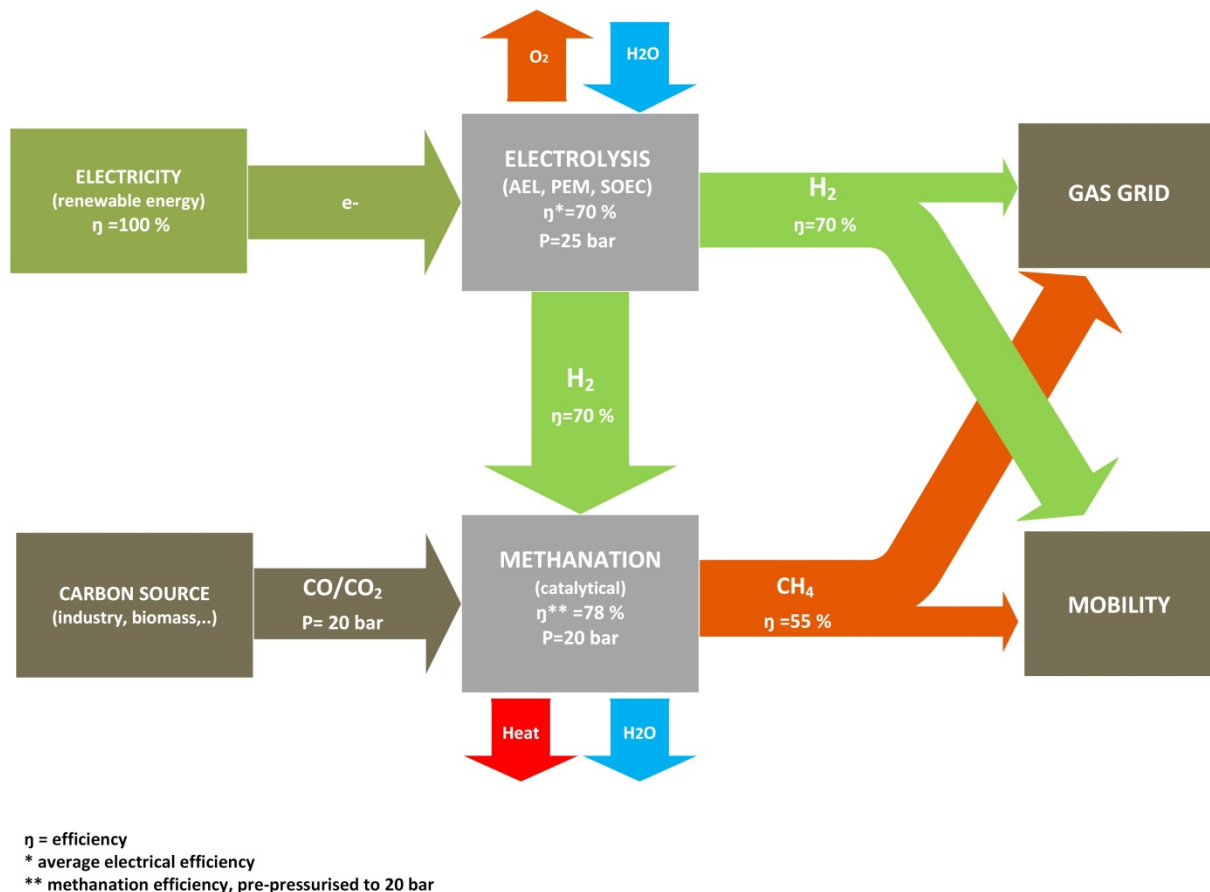 O₂
H2O
ELECTRICITY
(renewable energy)
ŋ =100 %
e-
ELECTROLYSIS
(AEL, PEM, SOEC)
ŋ*=70 %
P=25 bar
H₂
ŋ=70 %
GAS GRID
H₂
ŋ=70 %
CARBON SOURCE
(industry, biomass,..)
CO/CO₂
P= 20 bar
METHANATION
(catalytical)
ŋ** =78 %
P=20 bar
CH₄
ŋ =55 %
MOBILITY
Heat
H2O
ŋ = efficiency
* average electrical efficiency
** methanation efficiency, pre-pressurised to 20 bar